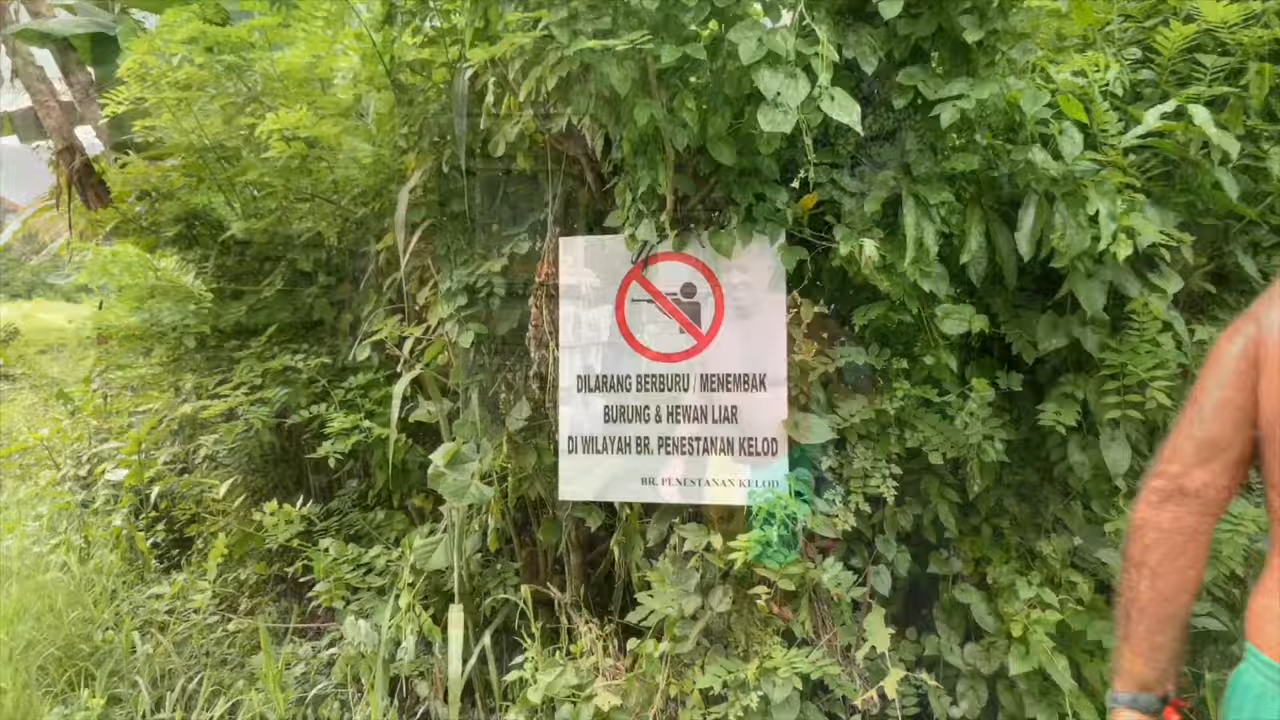 DILARANG BERBURU / MENEMBAK
BURUNG & HEWAN LIAR
DI WILAYAH BR. PENESTANAN KELOD
BR. PENESTANAN KELOD